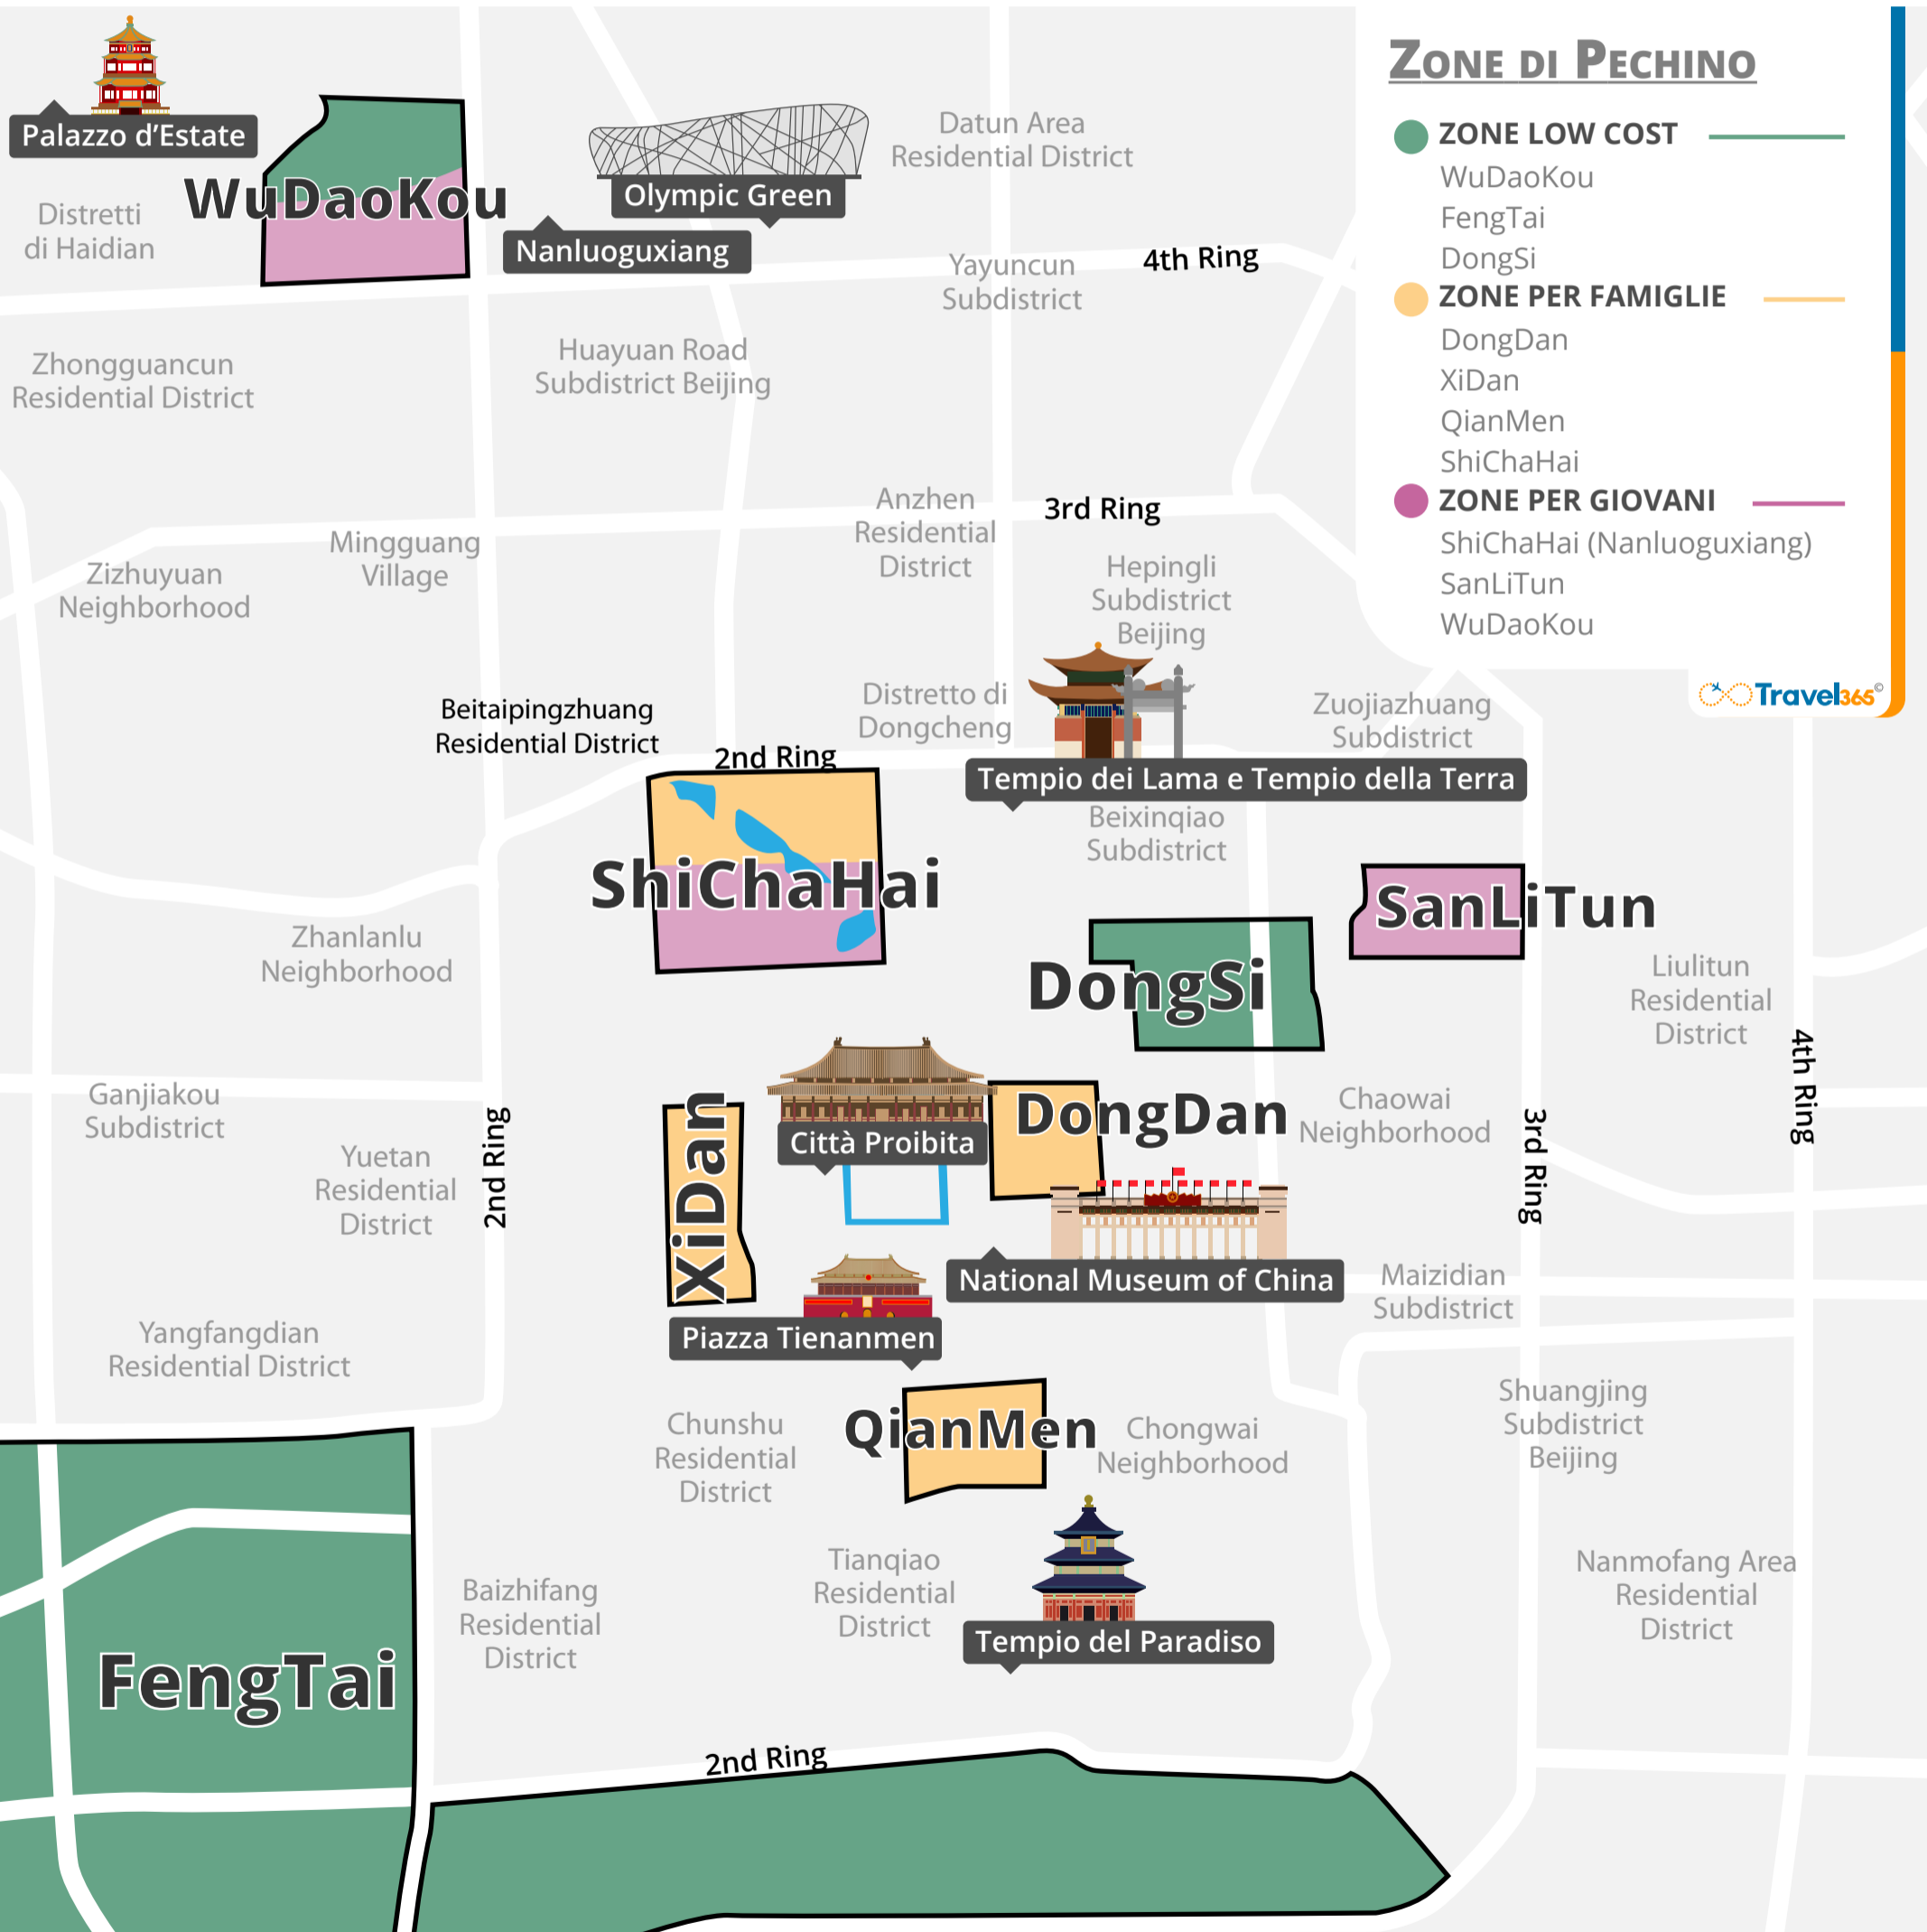 ZONE DI PECHINO
ZONE LOW COST
WuDaoKou
FengTai
DongSi
ZONE PER FAMIGLIE
DongDan
XiDan
QianMen
ShiChaHai
ZONE PER GIOVANI
ShiChaHai (Nanluoguxiang)
SanLiTun
WuDaoKou
Travel365©
Palazzo d'Estate
WuDaoKou
Distretti
di Haidian
Olympic Green
Nanluoguxiang
Datun Area
Residential District
Yayuncun
Subdistrict
4th Ring
Zhongguancun
Residential District
Huayuan Road
Subdistrict Beijing
Anzhen
Residential
District
3rd Ring
Mingguang
Village
Zizhuyuan
Neighborhood
Hepingli
Subdistrict
Beijing
Beitaipingzhuang
Residential District
Distretto di
Dongcheng
Zuojiazhuang
Subdistrict
2nd Ring
Tempio dei Lama e Tempio della Terra
Beixinqiao
Subdistrict
ShiChaHai
SanLiTun
Zhanlanlu
Neighborhood
DongSi
Liulitun
Residential
District
Ganjiakou
Subdistrict
Yuetan
Residential
District
2nd Ring
XiDan
Città Proibita
DongDan
Chaowai
Neighborhood
3rd Ring
4th Ring
National Museum of China
Maizidian
Subdistrict
Piazza Tienanmen
Yangfangdian
Residential District
Chunshu
Residential
District
QianMen
Chongwai
Neighborhood
Shuangjing
Subdistrict
Beijing
Baizhifang
Residential
District
Tianqiao
Residential
District
Tempio del Paradiso
Nanmofang Area
Residential
District
FengTai
2nd Ring